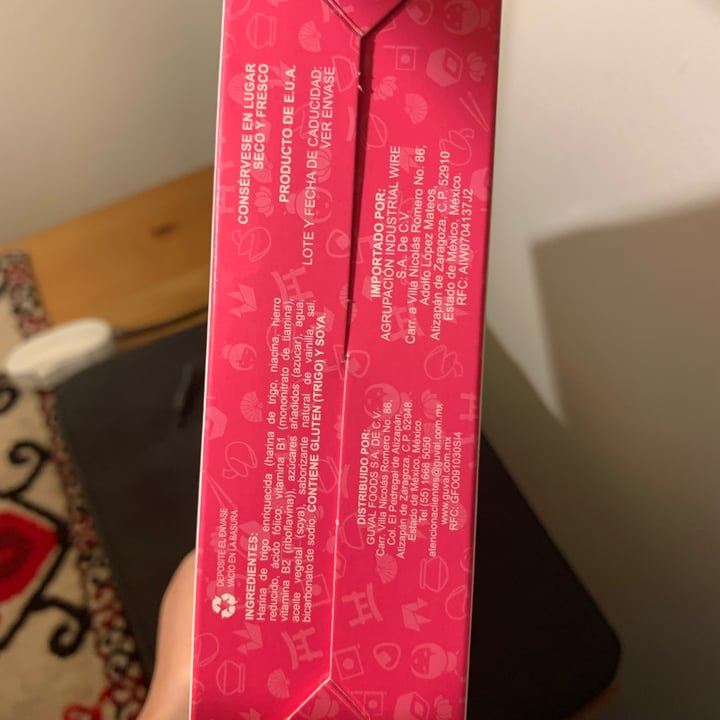 DEPOSITE EL ENVASE
VACIO EN LA BASURA
INGREDIENTES:
Harina de trigo enriquecida (harina de trigo, niacina, hierro
reducido, ácido fólico, vitamina B1 (mononitrato de tiamina),
vitamina B2 (riboflavina)), azúcares añadidos (azúcar), agua,
aceite vegetal (soya), saborizante natural de vainilla, sal,
bicarbonato de sodio. CONTIENE GLUTEN (TRIGO) Y SOYA.
CONSÉRVESE EN LUGAR
SECO Y FRESCO
PRODUCTO DE E.U.A.
LOTE Y FECHA DE CADUCIDAD:
VER ENVASE
DISTRIBUIDO POR:
GUVAL FOODS S.A. DE C.V.
Carr. Villa Nicolás Romero No. 86,
Col. El Pedregal de Atizapán,
Atizapán de Zaragoza, C.P. 52948.
Estado de México, México.
Tel (55) 1668 5050
atencionaclientes@guval.com.mx
www.guval.com.mx
RFC: GFO091030SI4
IMPORTADO POR:
AGRUPACIÓN INDUSTRIAL WIRE
S.A. De C.V.
Carr. a Villa Nicolás Romero No. 86,
Adolfo López Mateos,
Atizapán de Zaragoza, C.P. 52910
Estado de México, México.
RFC: AIW0704137J2